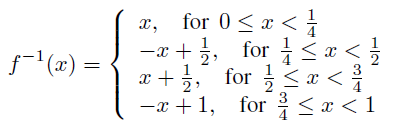 x, for 0 ≤ x < 1/4
f⁻¹(x) = { −x + 1/2, for 1/4 ≤ x < 1/2
x + 1/2, for 1/2 ≤ x < 3/4
−x + 1, for 3/4 ≤ x < 1